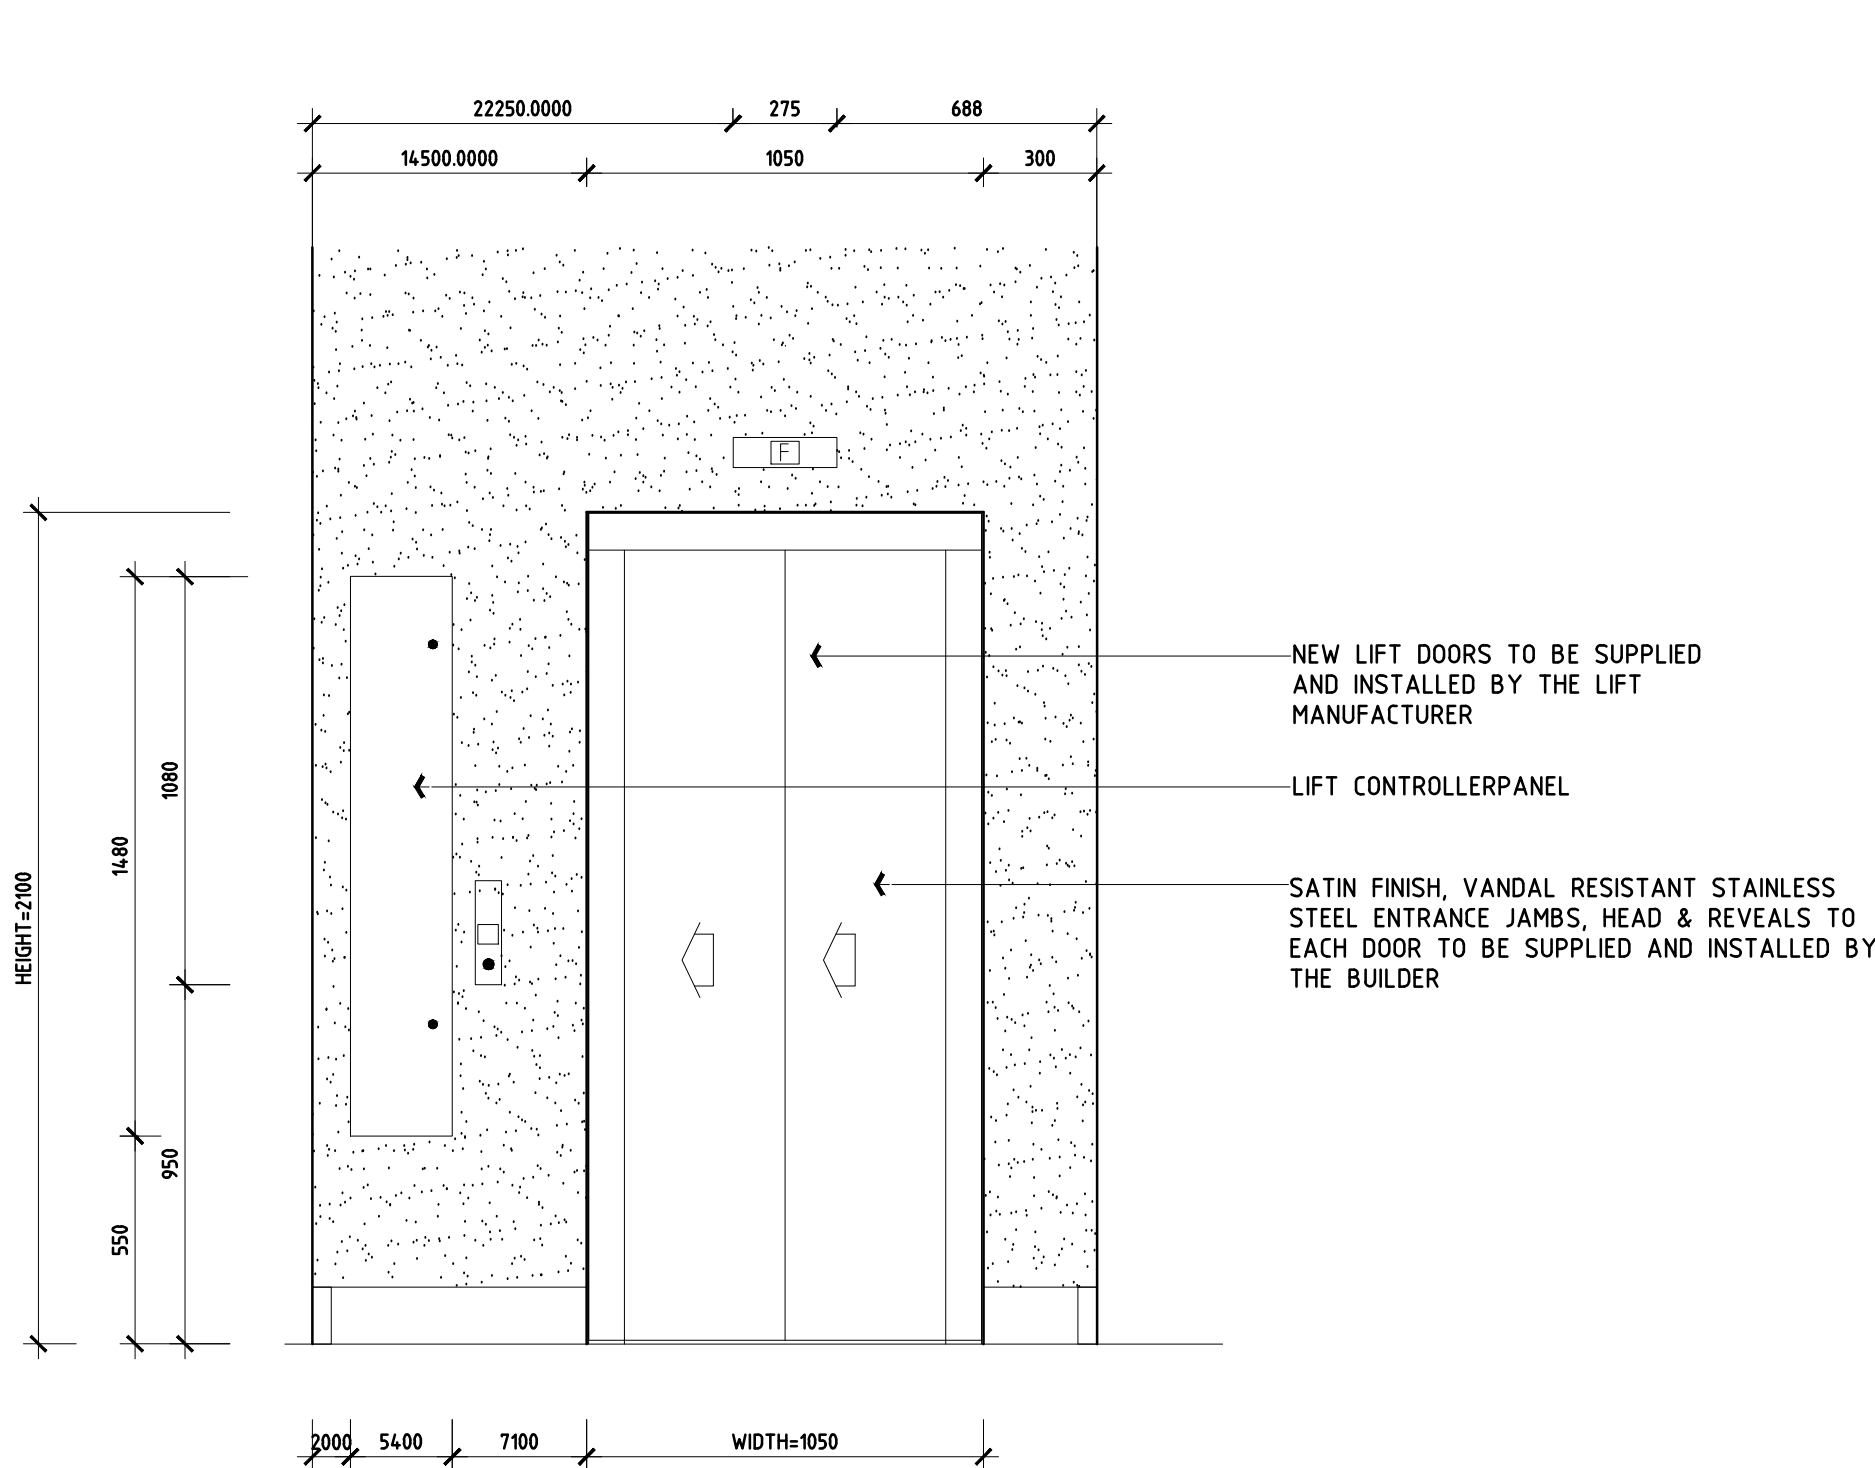 22250.0000 275 688
14500.0000 1050 300
F
NEW LIFT DOORS TO BE SUPPLIED
AND INSTALLED BY THE LIFT
MANUFACTURER
LIFT CONTROLLERPANEL
SATIN FINISH, VANDAL RESISTANT STAINLESS
STEEL ENTRANCE JAMBS, HEAD & REVEALS TO
EACH DOOR TO BE SUPPLIED AND INSTALLED BY
THE BUILDER
HEIGHT=2100
1480
550
1080
950
2000 5400 7100 WIDTH=1050